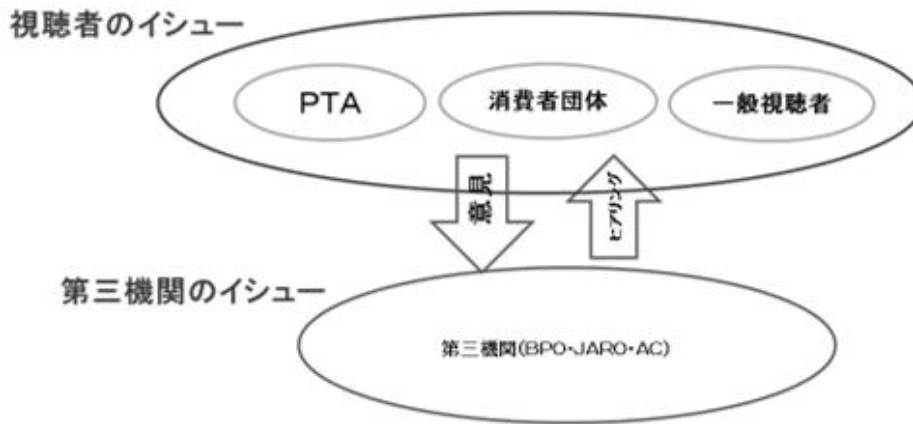 視聴者のイシュー
PTA
消費者団体
一般視聴者
意見
ヒアリング
第三機関のイシュー
第三機関(BPO・JARO・AC)